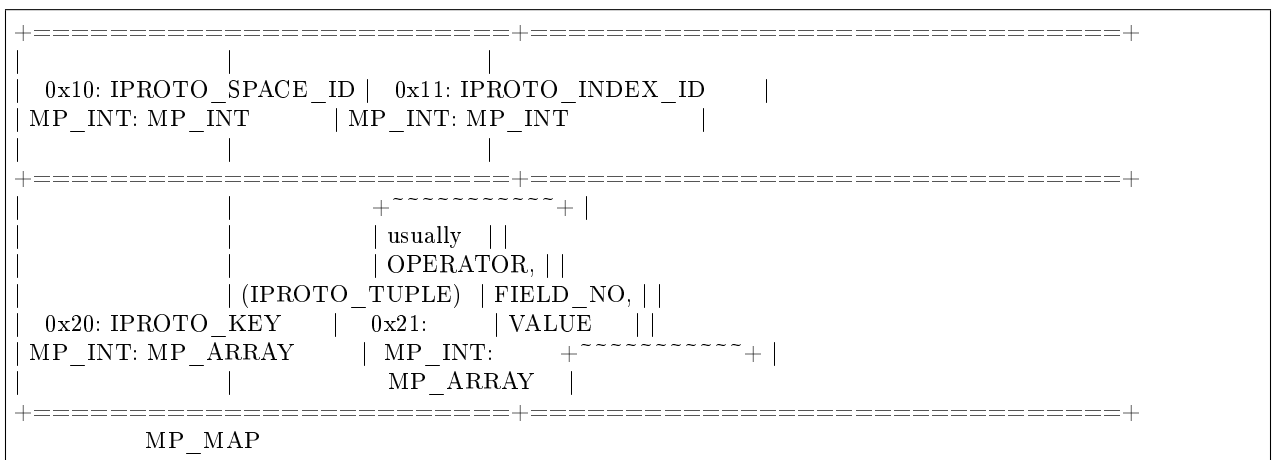 +=========================+===============================+
| | |
| 0x10: IPROTO_SPACE_ID | 0x11: IPROTO_INDEX_ID |
| MP_INT: MP_INT | MP_INT: MP_INT |
| | |
+=========================+===============================+
| | +~~~~~~~~~~~+ |
| | | usually | |
| | | OPERATOR, | |
| | (IPROTO_TUPLE) | FIELD_NO, | |
| 0x20: IPROTO_KEY | 0x21: | VALUE | |
| MP_INT: MP_ARRAY | MP_INT: +~~~~~~~~~~~+ |
| | MP_ARRAY |
+=========================+===============================+
MP_MAP